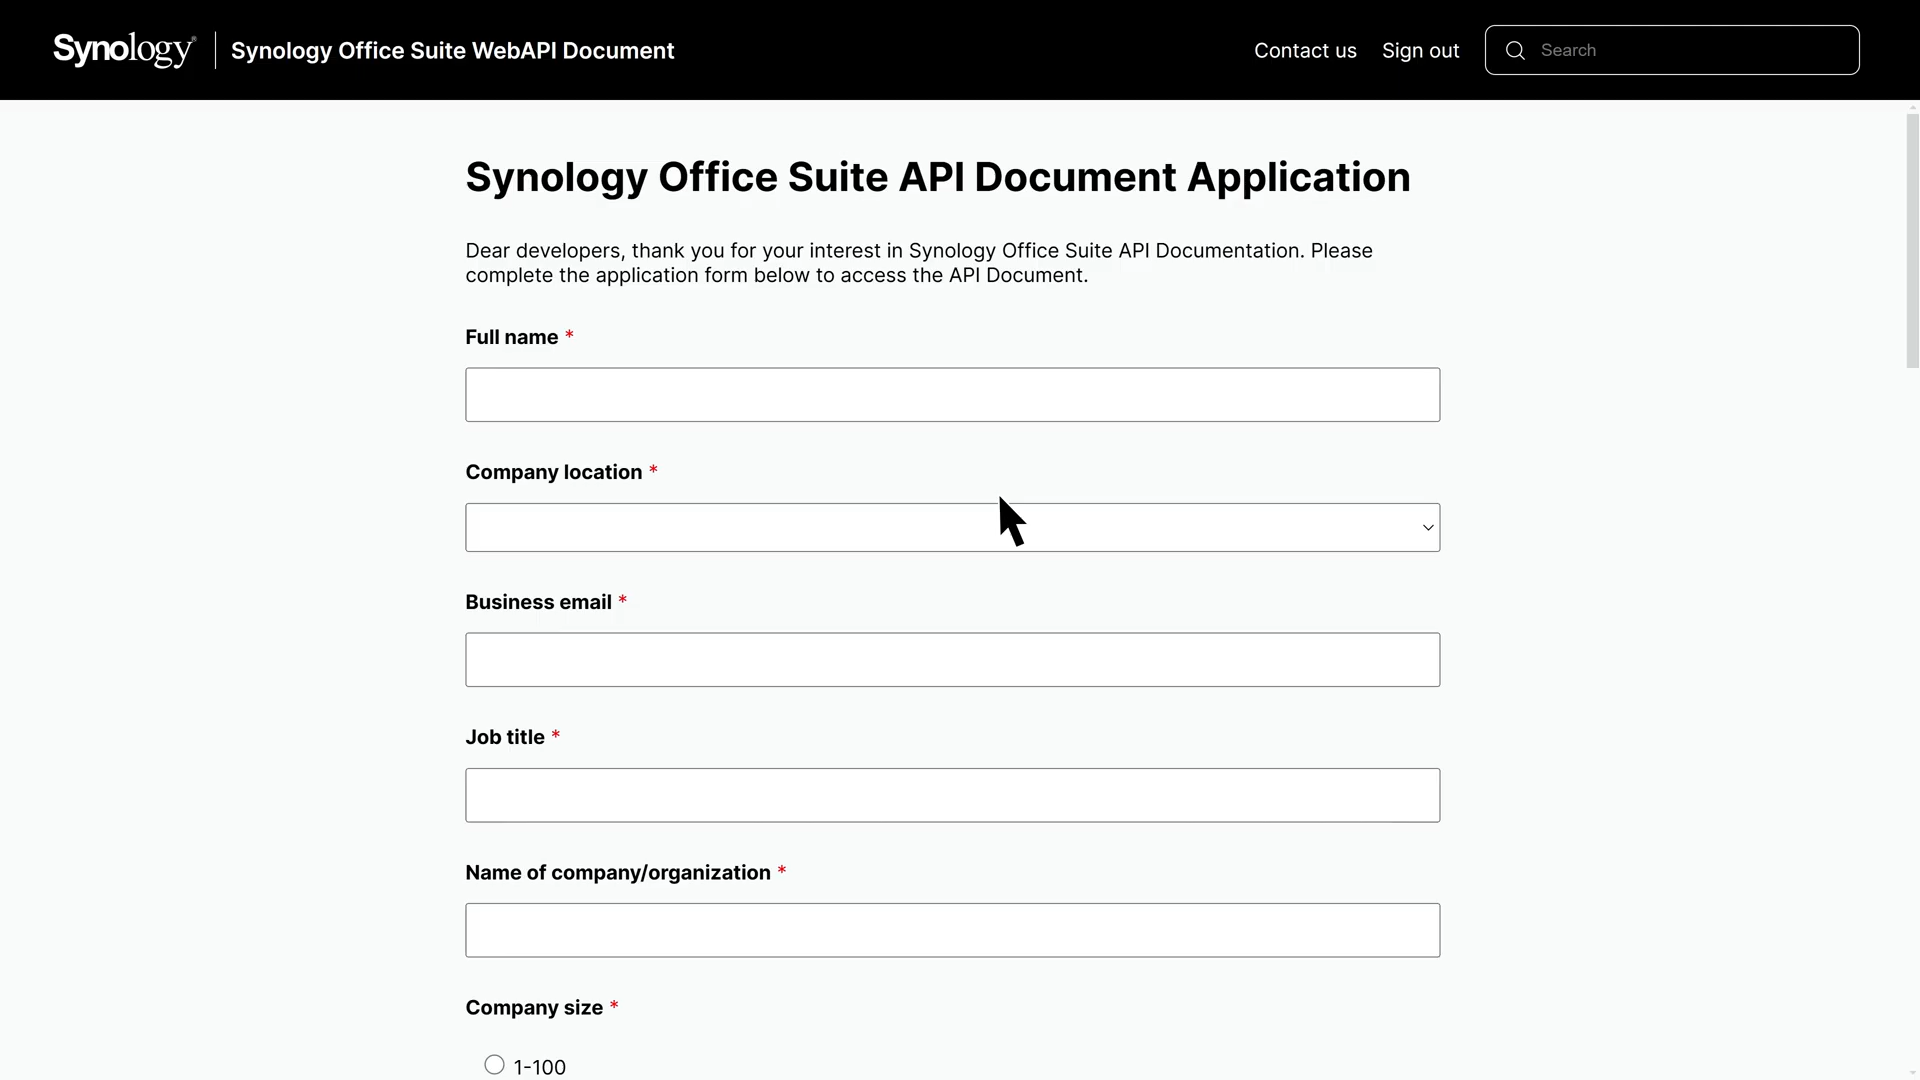 Synology® Synology Office Suite WebAPI Document Contact us Sign out Search
Synology Office Suite API Document Application
Dear developers, thank you for your interest in Synology Office Suite API Documentation. Please
complete the application form below to access the API Document.
Full name *
Company location *
Business email *
Job title *
Name of company/organization *
Company size *
1-100